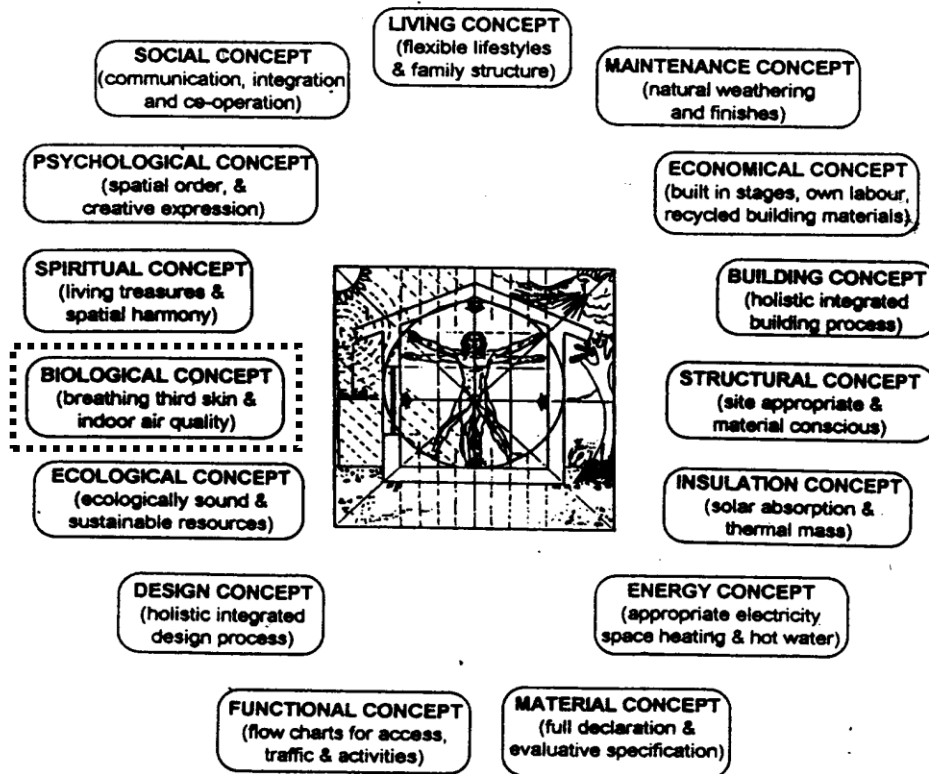 LIVING CONCEPT
(flexible lifestyles
& family structure)
SOCIAL CONCEPT
(communication, integration
and co-operation)
MAINTENANCE CONCEPT
(natural weathering
and finishes)
PSYCHOLOGICAL CONCEPT
(spatial order, &
creative expression)
ECONOMICAL CONCEPT
(built in stages, own labour,
recycled building materials)
SPIRITUAL CONCEPT
(living treasures &
spatial harmony)
BUILDING CONCEPT
(holistic integrated
building process)
BIOLOGICAL CONCEPT
(breathing third skin &
indoor air quality)
STRUCTURAL CONCEPT
(site appropriate &
material conscious)
ECOLOGICAL CONCEPT
(ecologically sound &
sustainable resources)
INSULATION CONCEPT
(solar absorption &
thermal mass)
DESIGN CONCEPT
(holistic integrated
design process)
ENERGY CONCEPT
(appropriate electricity
space heating & hot water)
FUNCTIONAL CONCEPT
(flow charts for access,
traffic & activities)
MATERIAL CONCEPT
(full declaration &
evaluative specification)